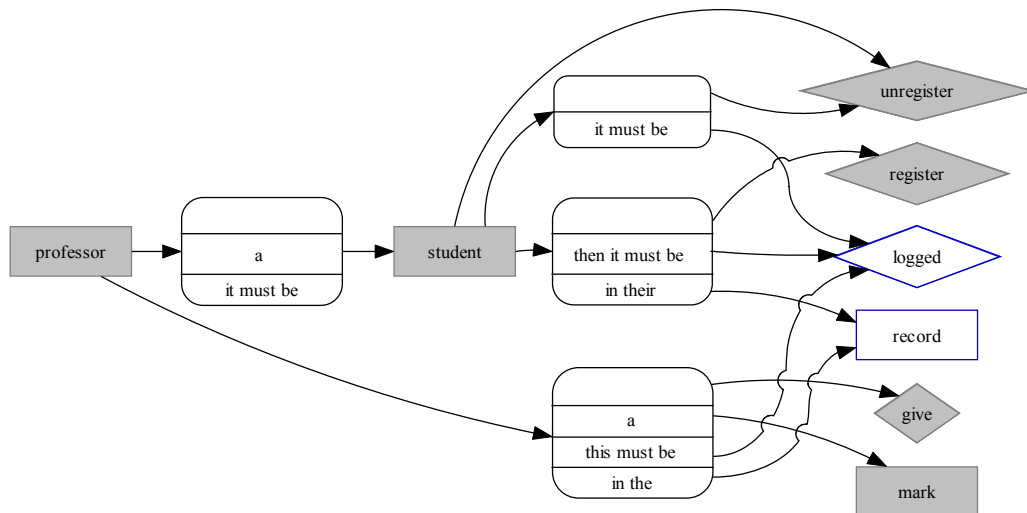 professor
a
it must be
student
it must be
then it must be
in their
a
this must be
in the
unregister
register
logged
record
give
mark